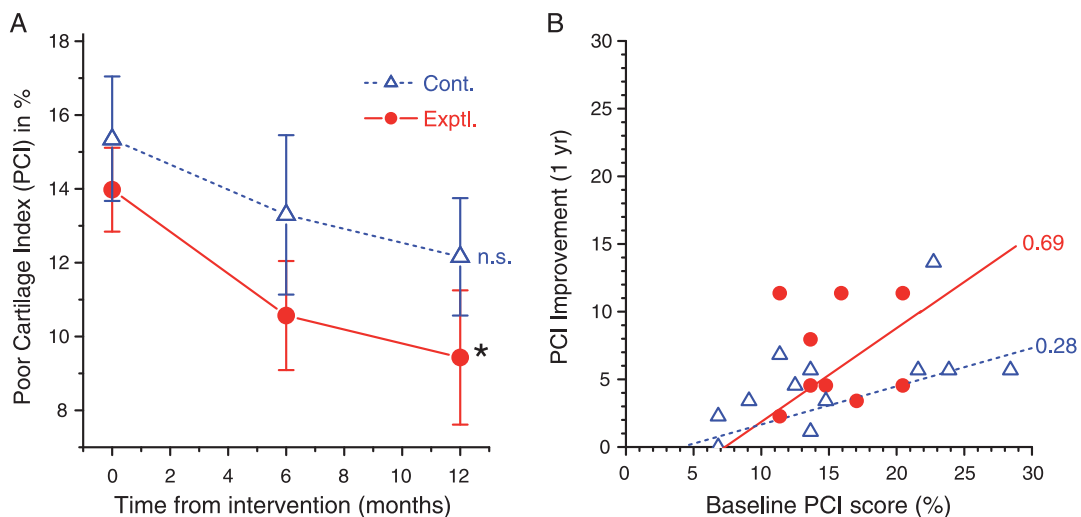 A
Poor Cartilage Index (PCI) in %
18
16
14
12
10
8
Cont.
Exptl.
n.s.
*
0 2 4 6 8 10 12
Time from intervention (months)
B
PCI Improvement (1 yr)
30
25
20
15
10
5
0
0.69
0.28
0 5 10 15 20 25 30
Baseline PCI score (%)